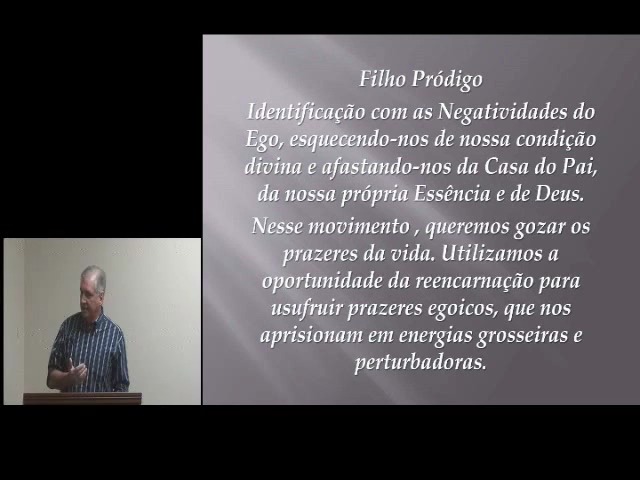 Filho Pródigo
Identificação com as Negatividades do
Ego, esquecendo-nos de nossa condição
divina e afastando-nos da Casa do Pai,
da nossa própria Essência e de Deus.
Nesse movimento , queremos gozar os
prazeres da vida. Utilizamos a
oportunidade da reencarnação para
usufruir prazeres egoicos, que nos
aprisionam em energias grosseiras e
perturbadoras.